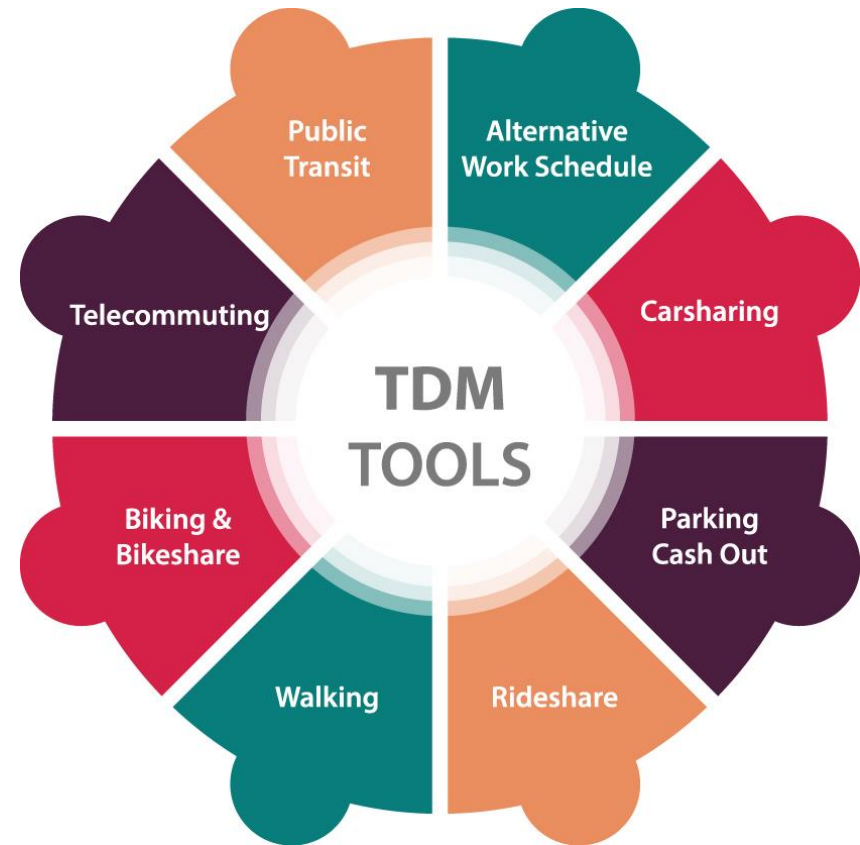 Public
Transit
Alternative
Work Schedule
Telecommuting
Carsharing
TDM
TOOLS
Biking &
Bikeshare
Parking
Cash Out
Walking
Rideshare